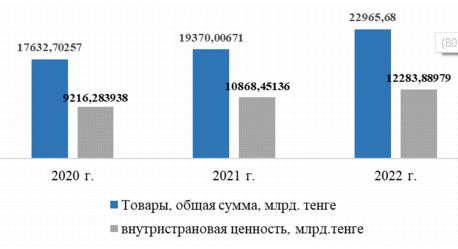 22965,68
19370,00671
17632,70257
(80
9216,283938
10868,45136
12283,88979
2020 г.
2021 г.
2022 г.
Товары, общая сумма, млрд. тенге
внутристрановая ценность, млрд.тенге